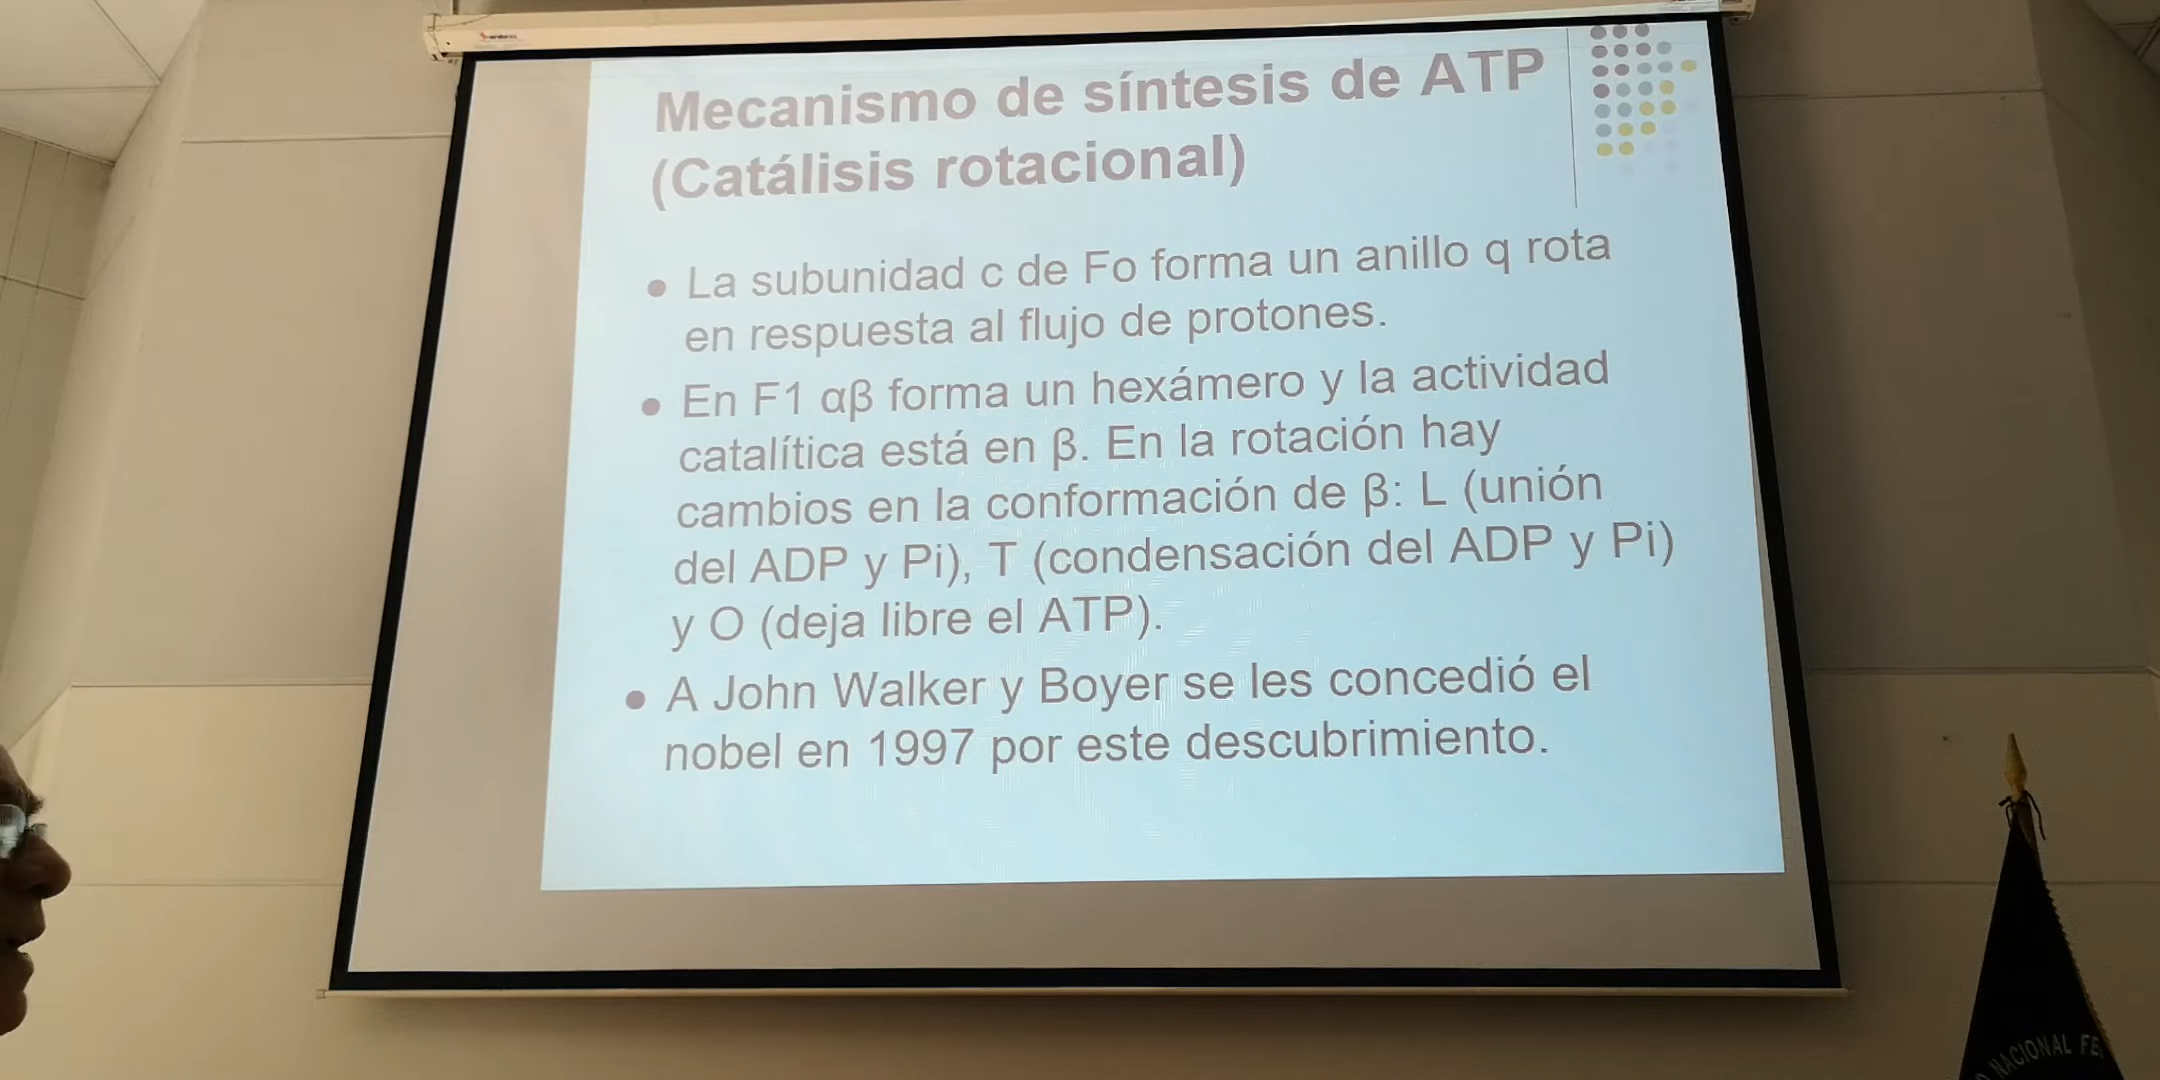 Mecanismo de síntesis de ATP
(Catálisis rotacional)
• La subunidad c de Fo forma un anillo q rota
en respuesta al flujo de protones.
• En F1 αβ forma un hexámero y la actividad
catalítica está en β. En la rotación hay
cambios en la conformación de β: L (unión
del ADP y Pi), T (condensación del ADP y Pi)
y O (deja libre el ATP).
• A John Walker y Boyer se les concedió el
nobel en 1997 por este descubrimiento.
NACIONAL FE